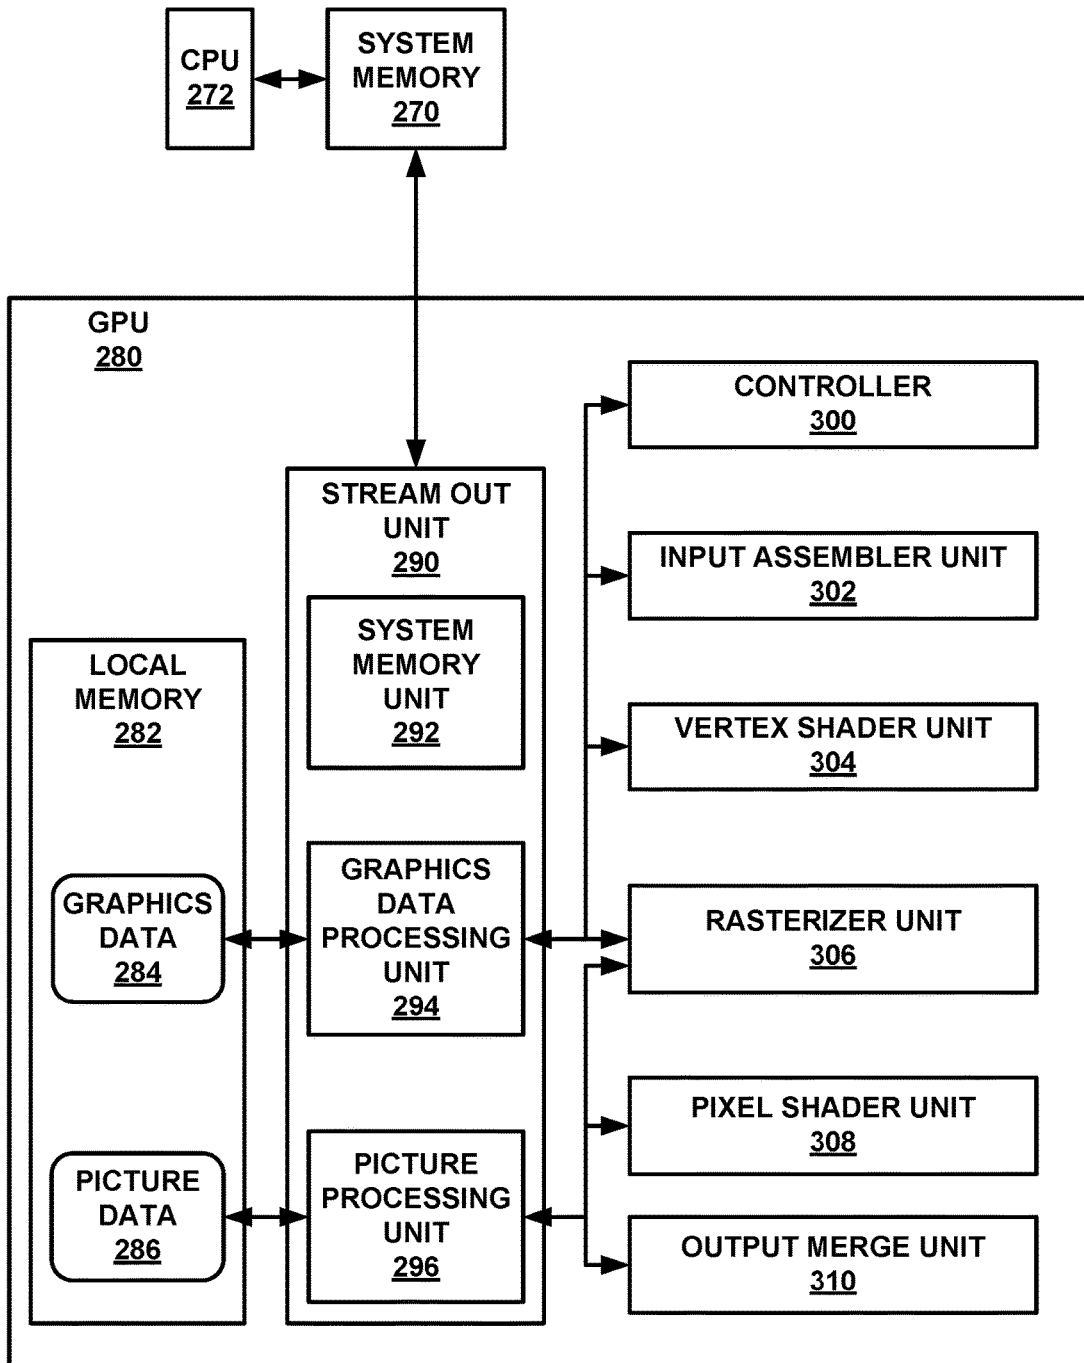 CPU
272
SYSTEM
MEMORY
270
GPU
280
LOCAL
MEMORY
282
GRAPHICS
DATA
284
PICTURE
DATA
286
STREAM OUT
UNIT
290
SYSTEM
MEMORY
UNIT
292
GRAPHICS
DATA
PROCESSING
UNIT
294
PICTURE
PROCESSING
UNIT
296
CONTROLLER
300
INPUT ASSEMBLER UNIT
302
VERTEX SHADER UNIT
304
RASTERIZER UNIT
306
PIXEL SHADER UNIT
308
OUTPUT MERGE UNIT
310